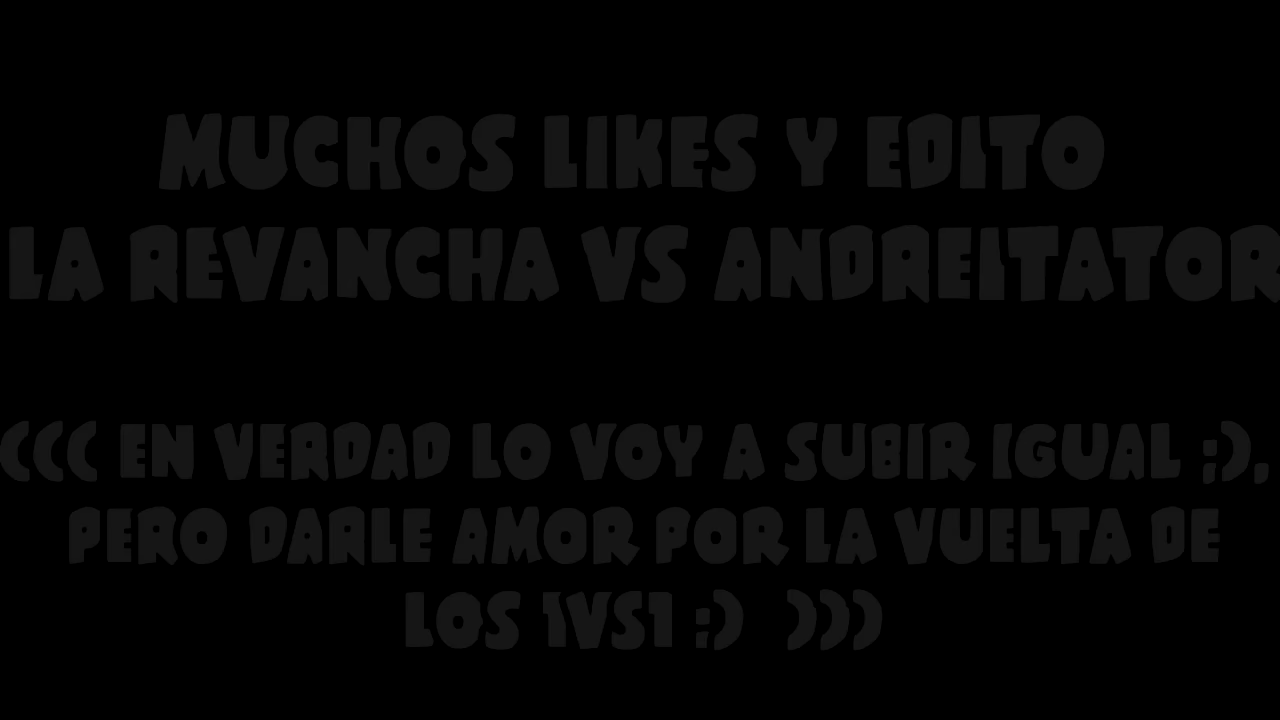 MUCHOS LIKES Y EDITO
LA REVANCHA VS ANDREITATOR
((( EN VERDAD LO VOY A SUBIR IGUAL ;),
PERO DARLE AMOR POR LA VUELTA DE
LOS 1VS1 :) )))